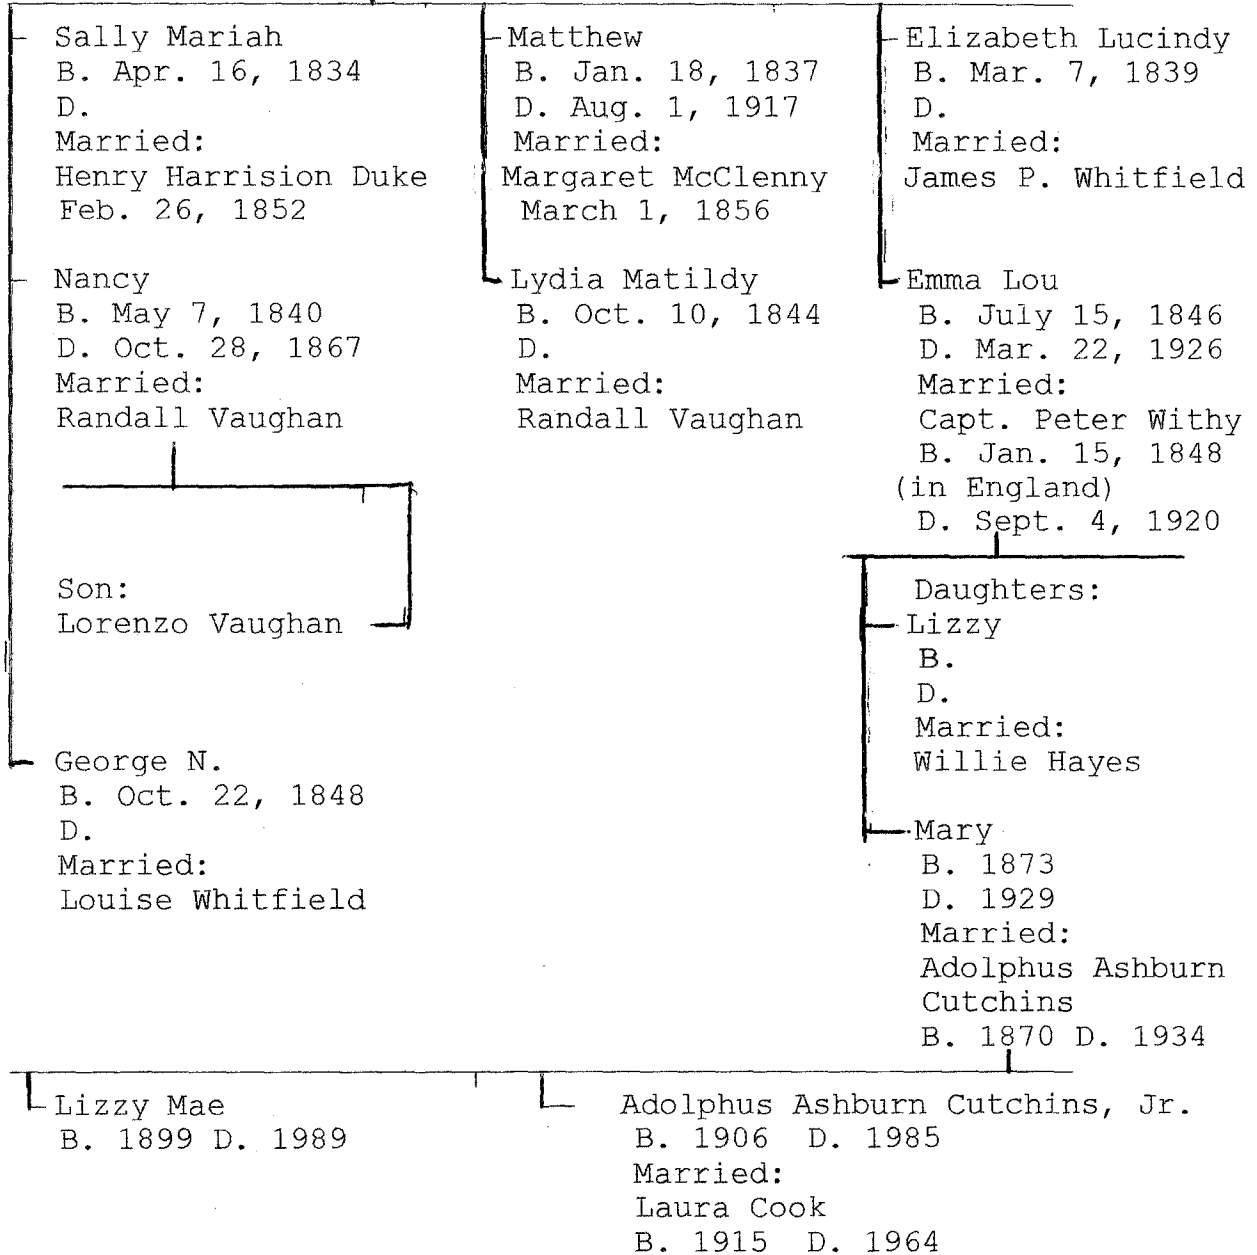 Sally Mariah
B. Apr. 16, 1834
D.
Married:
Henry Harrision Duke
Feb. 26, 1852
Matthew
B. Jan. 18, 1837
D. Aug. 1, 1917
Married:
Margaret McClenny
March 1, 1856
Elizabeth Lucindy
B. Mar. 7, 1839
D.
Married:
James P. Whitfield
Nancy
B. May 7, 1840
D. Oct. 28, 1867
Married:
Randall Vaughan
Son:
Lorenzo Vaughan
Lydia Matildy
B. Oct. 10, 1844
D.
Married:
Randall Vaughan
Emma Lou
B. July 15, 1846
D. Mar. 22, 1926
Married:
Capt. Peter Withy
B. Jan. 15, 1848
(in England)
D. Sept. 4, 1920
Daughters:
Lizzy
B.
D.
Married:
Willie Hayes
Mary
B. 1873
D. 1929
Married:
Adolphus Ashburn
Cutchins
B. 1870 D. 1934
George N.
B. Oct. 22, 1848
D.
Married:
Louise Whitfield
Lizzy Mae
B. 1899 D. 1989
Adolphus Ashburn Cutchins, Jr.
B. 1906 D. 1985
Married:
Laura Cook
B. 1915 D. 1964